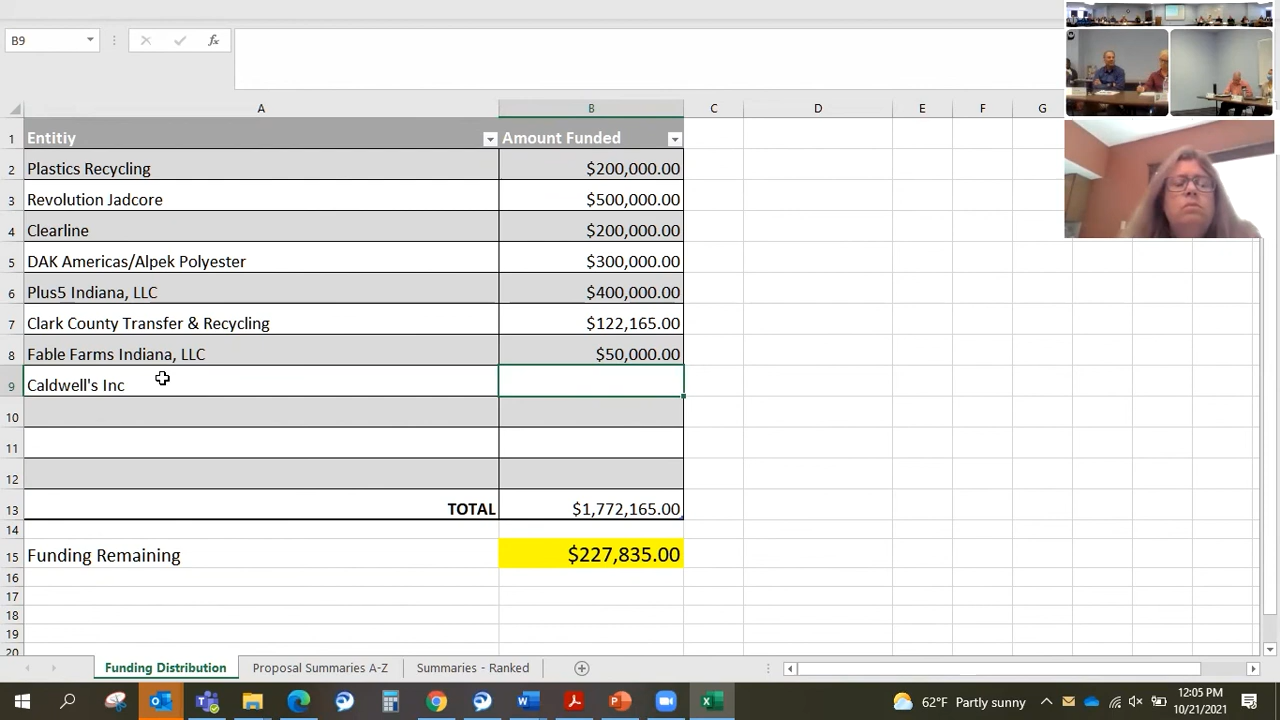 B9
fx
A B C D E F G
1 Entitiy Amount Funded
2 Plastics Recycling $200,000.00
3 Revolution Jadcore $500,000.00
4 Clearline $200,000.00
5 DAK Americas/Alpek Polyester $300,000.00
6 Plus5 Indiana, LLC $400,000.00
7 Clark County Transfer & Recycling $122,165.00
8 Fable Farms Indiana, LLC $50,000.00
9 Caldwell's Inc
10
11
12
13 TOTAL $1,772,165.00
14
15 Funding Remaining $227,835.00
16
17
18
19
20
Funding Distribution Proposal Summaries A-Z Summaries - Ranked
62°F Partly sunny 12:05 PM
10/21/2021